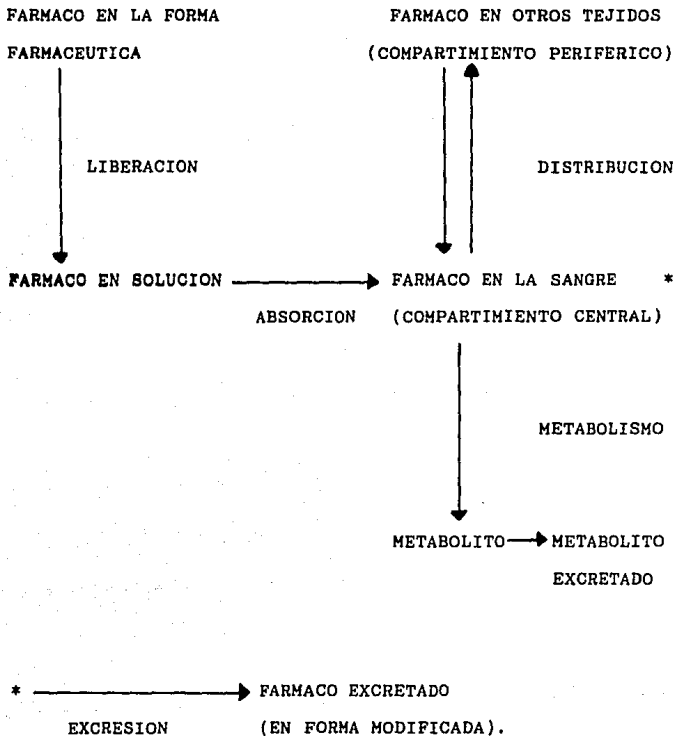 FARMACO EN LA FORMA
FARMACEUTICA
FARMACO EN OTROS TEJIDOS
(COMPARTIMIENTO PERIFERICO)
LIBERACION
DISTRIBUCION
FARMACO EN SOLUCION
FARMACO EN LA SANGRE *
ABSORCION
(COMPARTIMIENTO CENTRAL)
METABOLISMO
METABOLITO
METABOLITO
EXCRETADO
*
FARMACO EXCRETADO
EXCRESION
(EN FORMA MODIFICADA).